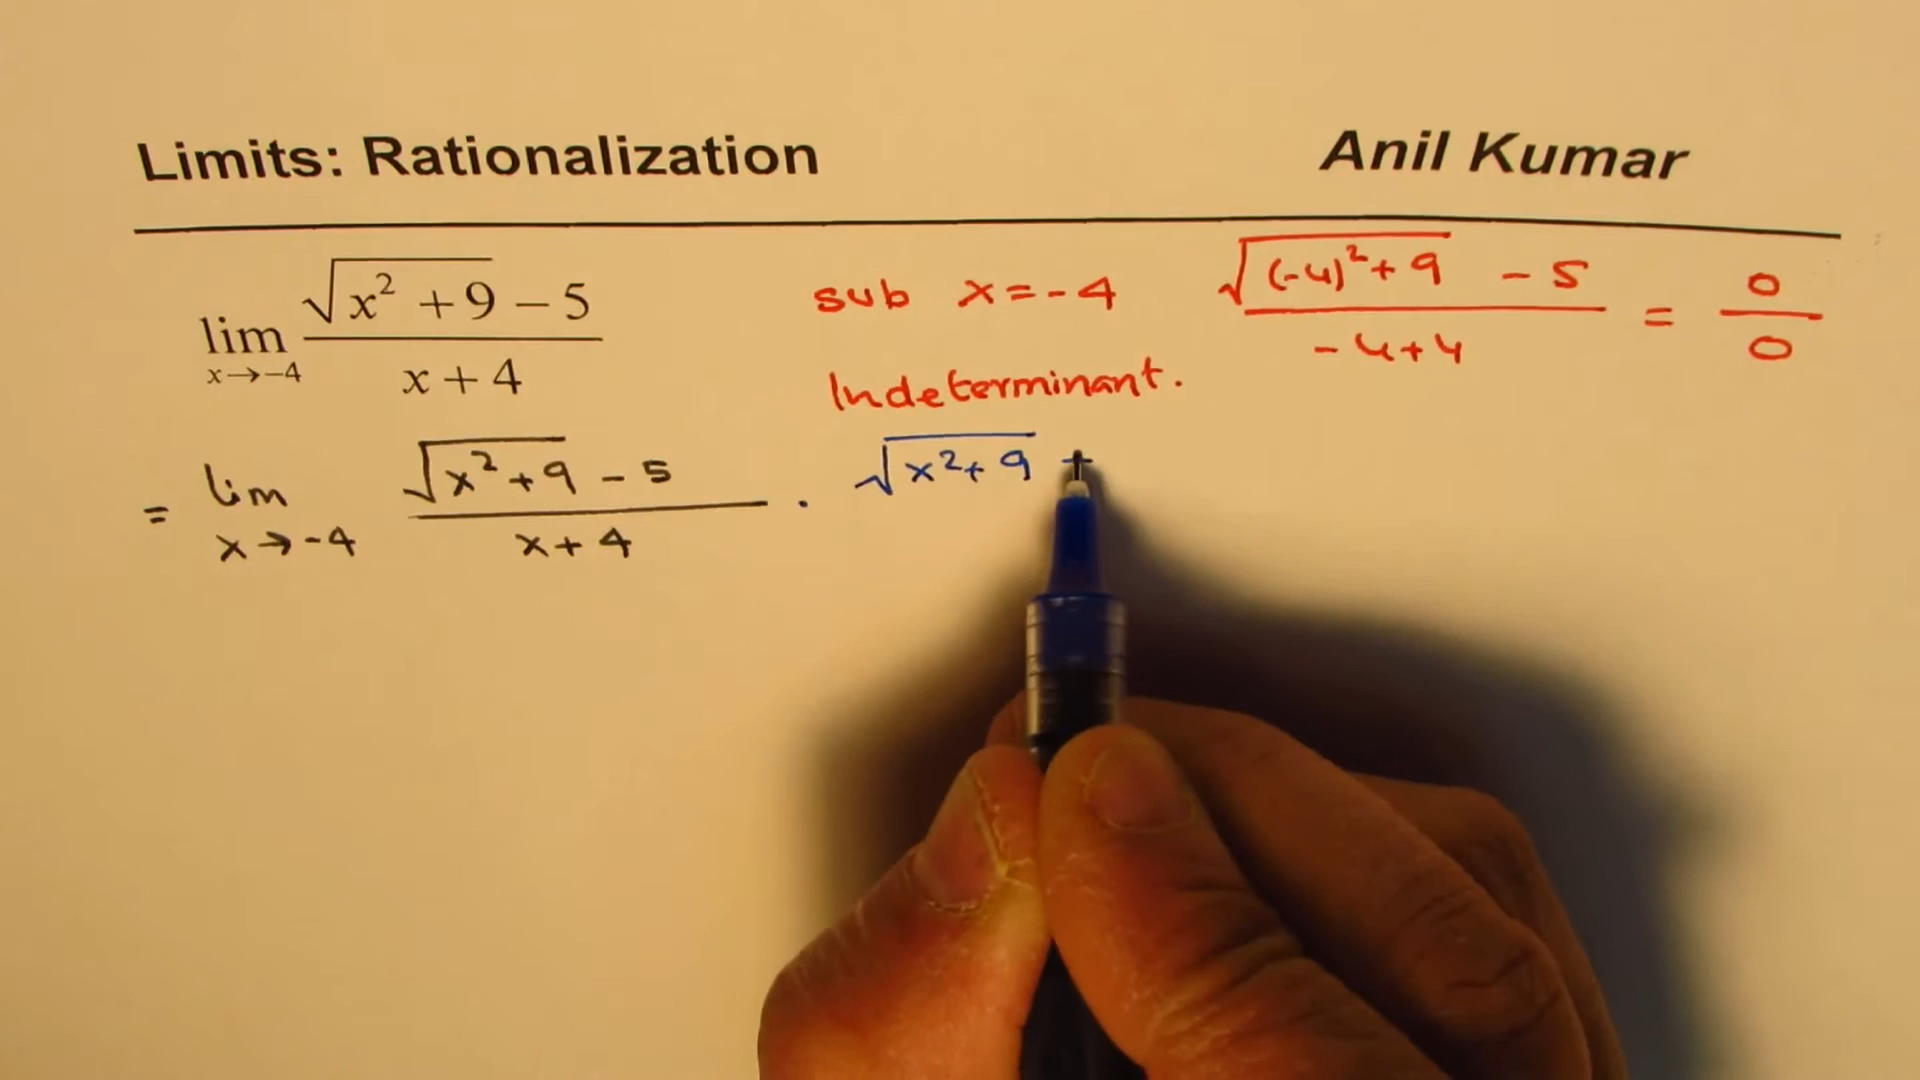 Limits: Rationalization Anil Kumar
lim x→-4 (√(x² + 9) - 5)/(x + 4) sub x = -4 (√((-4)² + 9) - 5)/(-4+4) = 0/0
Indeterminant.
= lim x→-4 (√(x² + 9) - 5)/(x + 4) · √(x² + 9) +